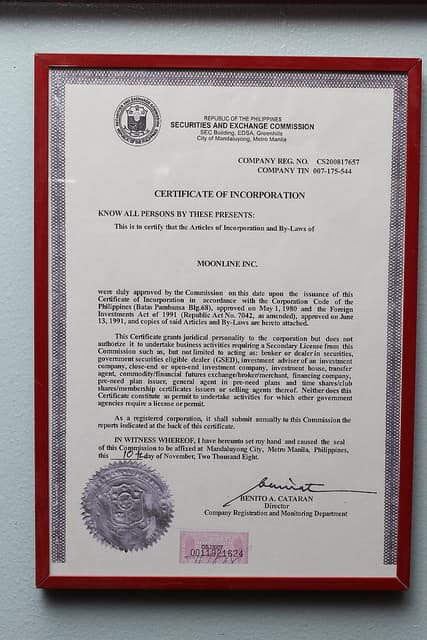 REPUBLIC OF THE PHILIPPINES
SECURITIES AND EXCHANGE COMMISSION
SEC Building, EDSA, Greenhills
City of Mandaluyong, Metro Manila
COMPANY REG. NO. CS200817657
COMPANY TIN 007-175-544
CERTIFICATE OF INCORPORATION
KNOW ALL PERSONS BY THESE PRESENTS:
This is to certify that the Articles of Incorporation and By-Laws of
MOONLINE INC.
were duly approved by the Commission on this date upon the issuance of this
Certificate of Incorporation in accordance with the Corporation Code of the
Philippines (Batas Pambansa Blg.68), approved on May 1, 1980 and the Foreign
Investments Act of 1991 (Republic Act No. 7042, as amended), approved on June
13, 1991, and copies of said Articles and By-Laws are hereto attached.
This Certificate grants juridical personality to the corporation but does not
authorize it to undertake business activities requiring a Secondary License from this
Commission such as, but not limited to acting as: broker or dealer in securities,
government securities eligible dealer (GSED), investment adviser of an investment
company, close-end or open-end investment company, investment house, transfer
agent, commodity/financial futures exchange/broker/merchant, financing company,
pre-need plan issuer, general agent in pre-need plans and time shares/club
shares/membership certificates issuers or selling agents thereof. Neither does this
Certificate constitute as permit to undertake activities for which other government
agencies require a license or permit.
As a registered corporation, it shall submit annually to this Commission the
reports indicated at the back of this certificate.
IN WITNESS WHEREOF, I have hereunto set my hand and caused the seal
of this Commission to be affixed at Mandaluyong City, Metro Manila, Philippines,
this 10th day of November, Two Thousand Eight.
BENITO A. CATARAN
Director
Company Registration and Monitoring Department
0011921624